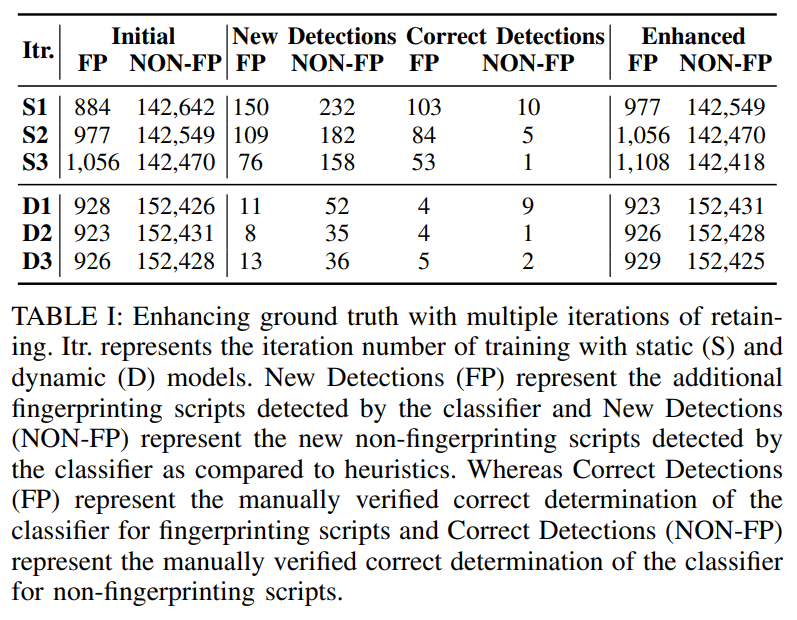 Itr. Initial New Detections Correct Detections Enhanced
FP NON-FP FP NON-FP FP NON-FP FP NON-FP
S1 884 142,642 150 232 103 10 977 142,549
S2 977 142,549 109 182 84 5 1,056 142,470
S3 1,056 142,470 76 158 53 1 1,108 142,418
D1 928 152,426 11 52 4 9 923 152,431
D2 923 152,431 8 35 4 1 926 152,428
D3 926 152,428 13 36 5 2 929 152,425
TABLE I: Enhancing ground truth with multiple iterations of retain-
ing. Itr. represents the iteration number of training with static (S) and
dynamic (D) models. New Detections (FP) represent the additional
fingerprinting scripts detected by the classifier and New Detections
(NON-FP) represent the new non-fingerprinting scripts detected by
the classifier as compared to heuristics. Whereas Correct Detections
(FP) represent the manually verified correct determination of the
classifier for fingerprinting scripts and Correct Detections (NON-FP)
represent the manually verified correct determination of the classifier
for non-fingerprinting scripts.